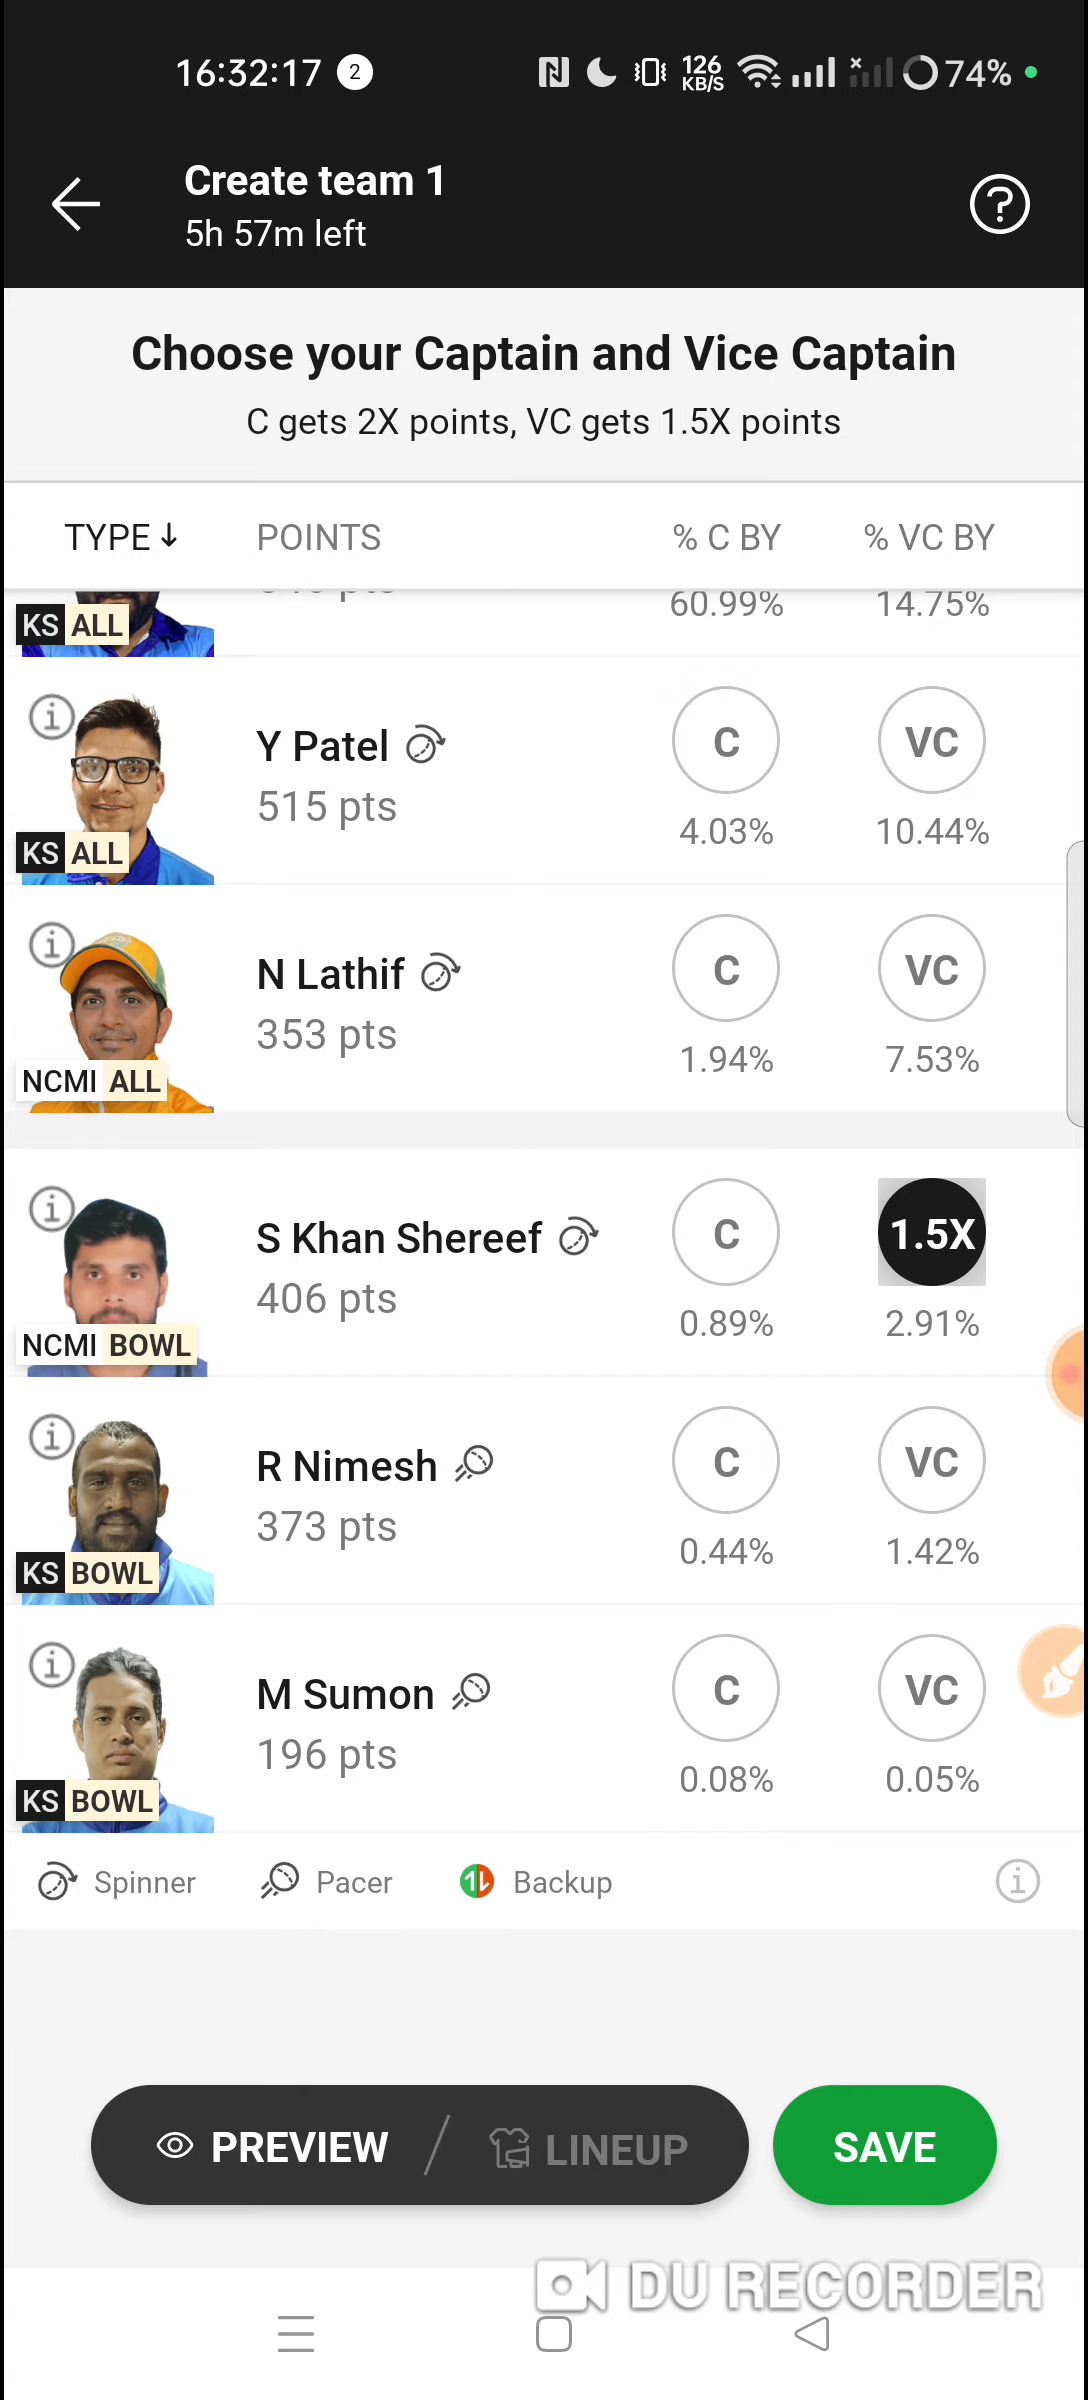 16:32:17 2 126 KB/S 74%
Create team 1
5h 57m left
Choose your Captain and Vice Captain
C gets 2X points, VC gets 1.5X points
TYPE POINTS % C BY % VC BY
KS ALL 60.99% 14.75%
Y Patel C VC
515 pts 4.03% 10.44%
KS ALL
N Lathif C VC
353 pts 1.94% 7.53%
NCMI ALL
S Khan Shereef C 1.5X
406 pts 0.89% 2.91%
NCMI BOWL
R Nimesh C VC
373 pts 0.44% 1.42%
KS BOWL
M Sumon C VC
196 pts 0.08% 0.05%
KS BOWL
Spinner Pacer Backup
PREVIEW LINEUP SAVE
DU RECORDER